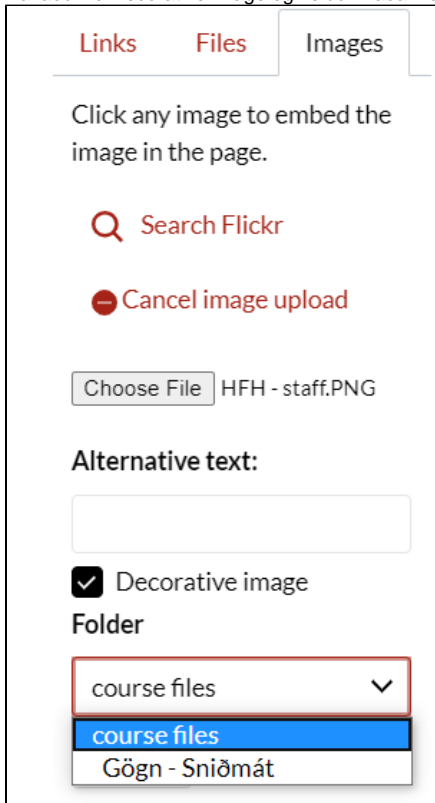 Links Files Images
Click any image to embed the
image in the page.
Search Flickr
Cancel image upload
Choose File HFH - staff.PNG
Alternative text:
Decorative image
Folder
course files
course files
Gögn - Sniðmát